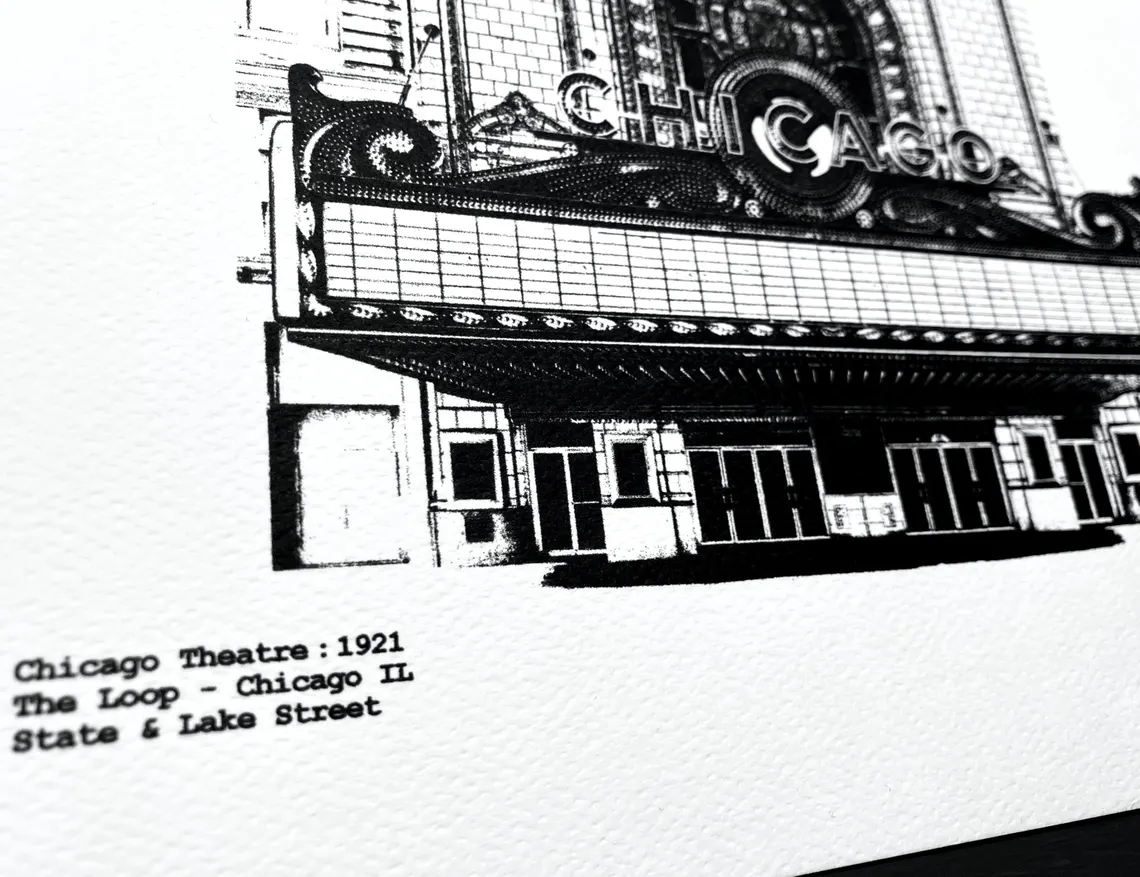 CHICAGO
Chicago Theatre : 1921
The Loop - Chicago IL
State & Lake Street